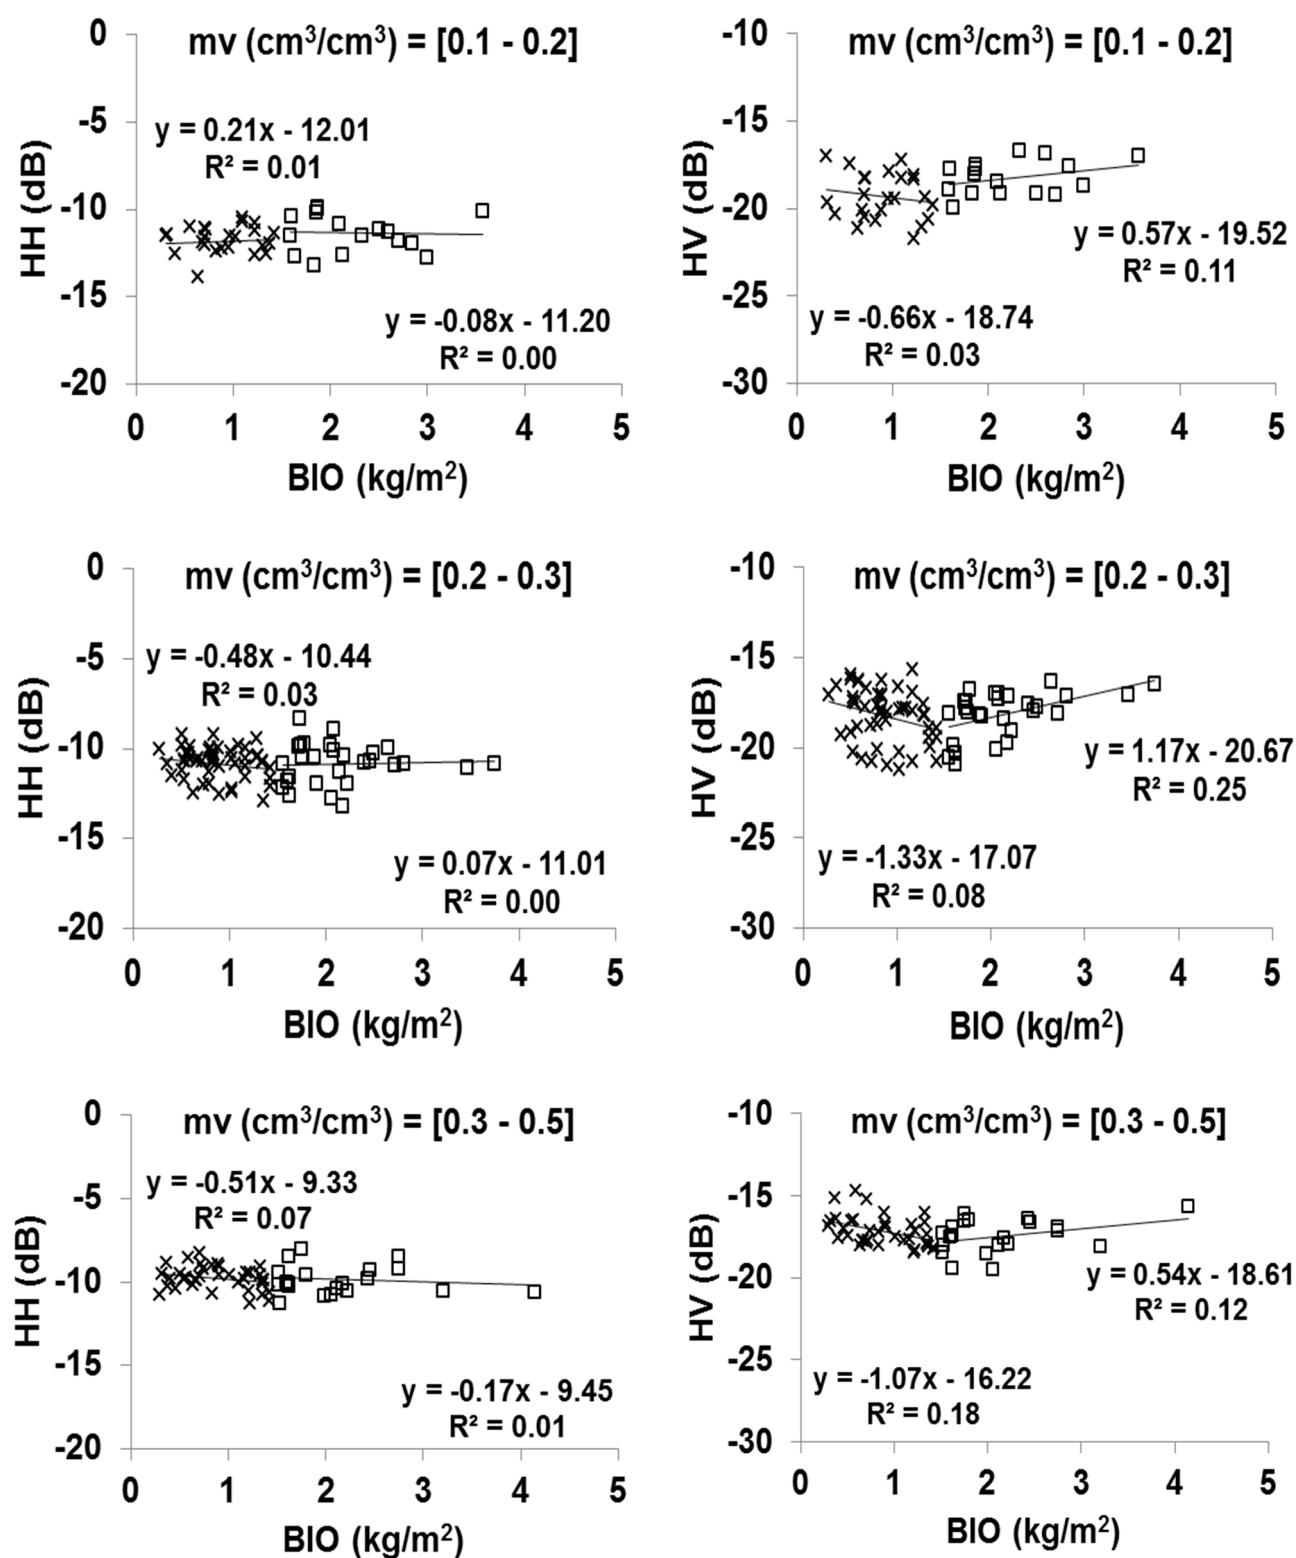 mv (cm³/cm³) = [0.1 - 0.2]
0
-5
-10
-15
-20
HH (dB)
y = 0.21x - 12.01
R² = 0.01
y = -0.08x - 11.20
R² = 0.00
0 1 2 3 4 5
BIO (kg/m²)
mv (cm³/cm³) = [0.1 - 0.2]
-10
-15
-20
-25
-30
HV (dB)
y = 0.57x - 19.52
R² = 0.11
y = -0.66x - 18.74
R² = 0.03
0 1 2 3 4 5
BIO (kg/m²)
mv (cm³/cm³) = [0.2 - 0.3]
0
-5
-10
-15
-20
HH (dB)
y = -0.48x - 10.44
R² = 0.03
y = 0.07x - 11.01
R² = 0.00
0 1 2 3 4 5
BIO (kg/m²)
mv (cm³/cm³) = [0.2 - 0.3]
-10
-15
-20
-25
-30
HV (dB)
y = 1.17x - 20.67
R² = 0.25
y = -1.33x - 17.07
R² = 0.08
0 1 2 3 4 5
BIO (kg/m²)
mv (cm³/cm³) = [0.3 - 0.5]
0
-5
-10
-15
-20
HH (dB)
y = -0.51x - 9.33
R² = 0.07
y = -0.17x - 9.45
R² = 0.01
0 1 2 3 4 5
BIO (kg/m²)
mv (cm³/cm³) = [0.3 - 0.5]
-10
-15
-20
-25
-30
HV (dB)
y = 0.54x - 18.61
R² = 0.12
y = -1.07x - 16.22
R² = 0.18
0 1 2 3 4 5
BIO (kg/m²)